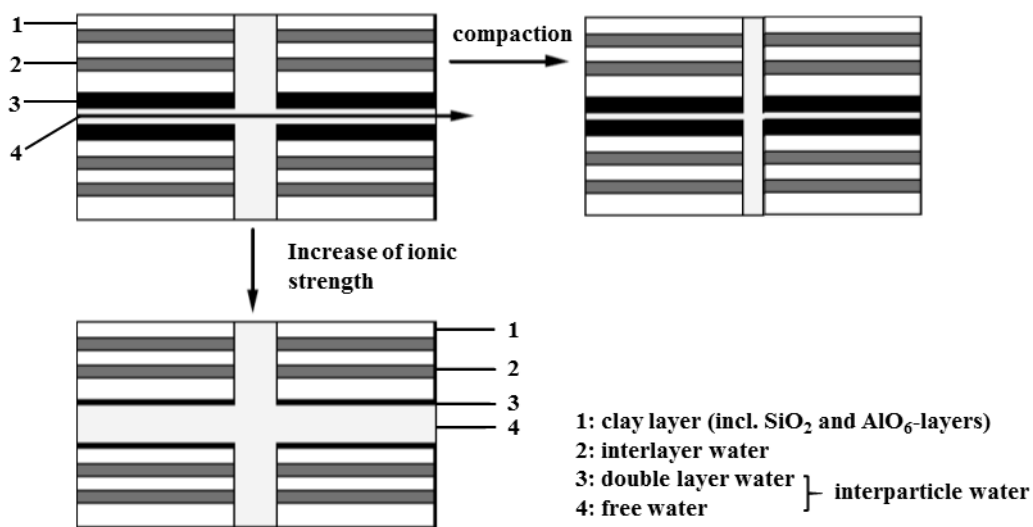 1
2
3
4
compaction
Increase of ionic
strength
1
2
3
4
1: clay layer (incl. SiO₂ and AlO₆-layers)
2: interlayer water
3: double layer water
4: free water
interparticle water